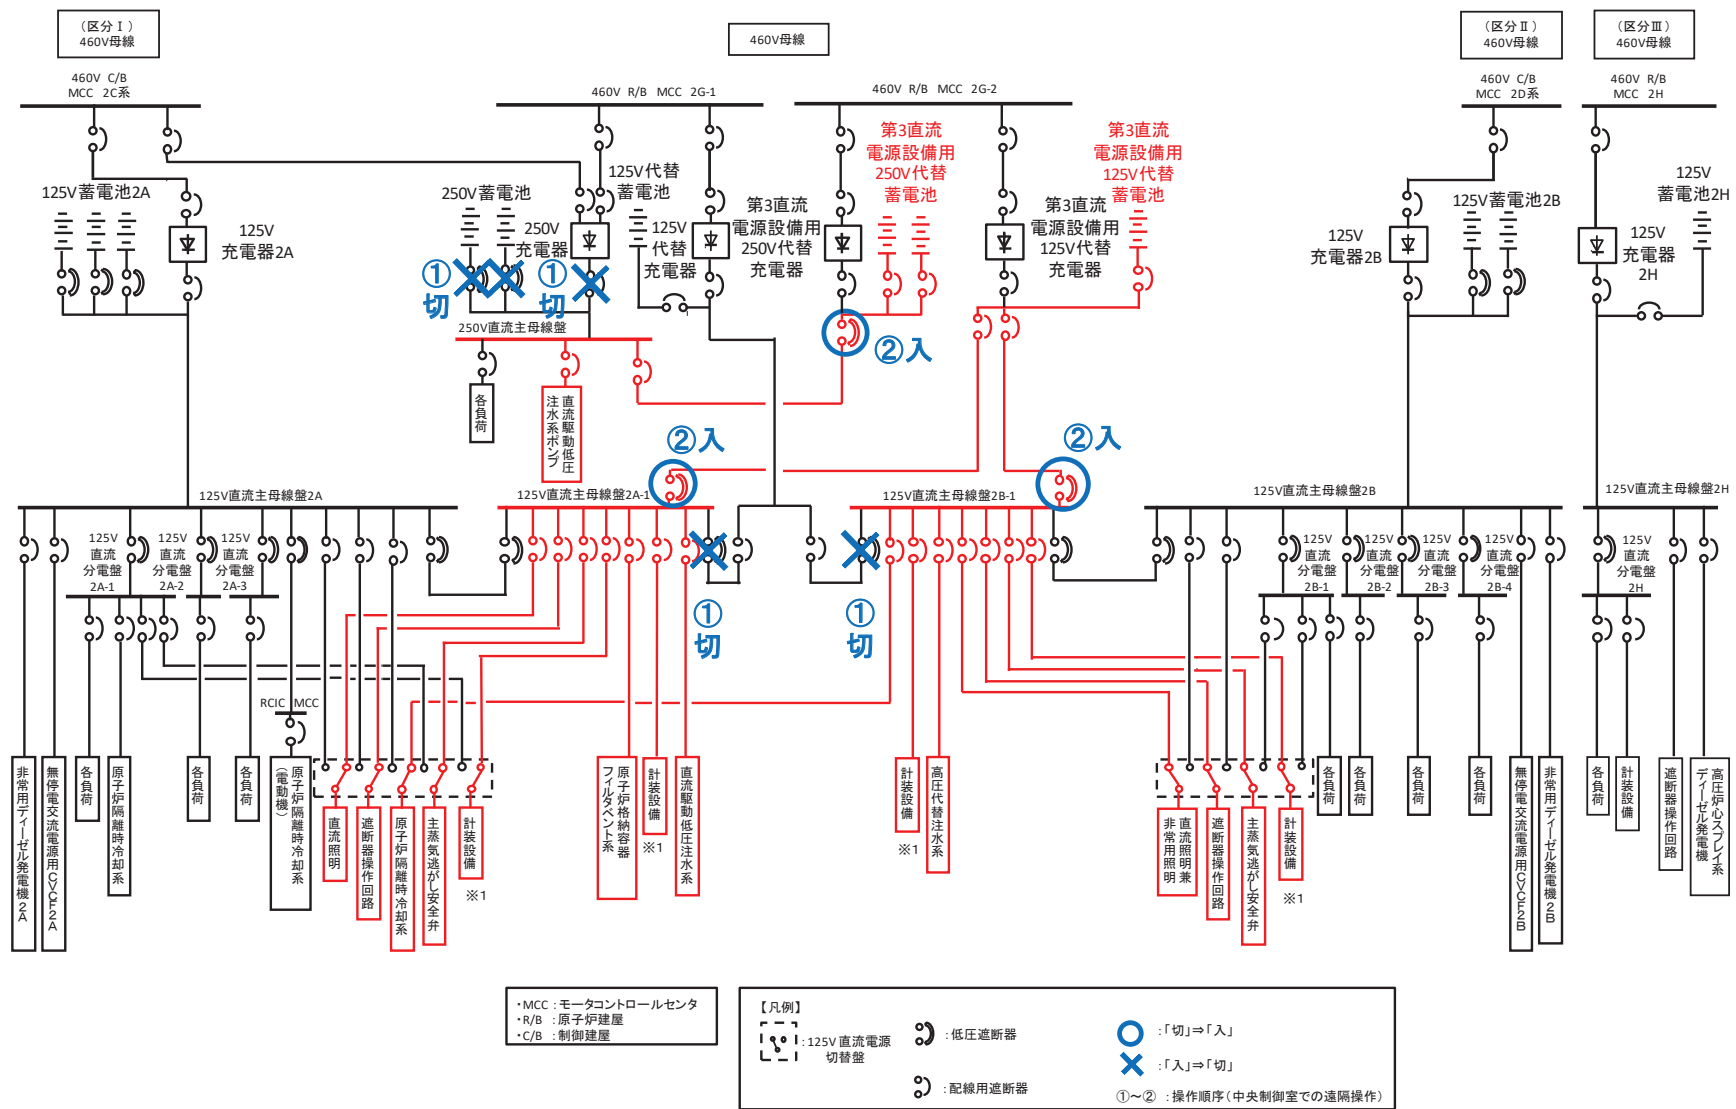 (区分Ⅰ)
460V母線
460V母線
(区分Ⅱ)
460V母線
(区分Ⅲ)
460V母線
460V C/B
MCC 2C系
460V R/B MCC 2G-1
460V R/B MCC 2G-2
460V C/B
MCC 2D系
460V R/B
MCC 2H
125V蓄電池2A
125V
充電器2A
250V蓄電池
250V
充電器
125V代替
蓄電池
125V
代替
充電器
第3直流
電源設備用
250V代替
充電器
第3直流
電源設備用
250V代替
蓄電池
第3直流
電源設備用
125V代替
充電器
第3直流
電源設備用
125V代替
蓄電池
125V
充電器2B
125V蓄電池2B
125V
充電器
2H
125V
蓄電池2H
①
切
①
切
②入
250V直流主母線盤
各負荷
直流駆動低圧
注水系ポンプ
②入
②入
125V直流主母線盤2A
125V直流主母線盤2A-1
125V直流主母線盤2B-1
125V直流主母線盤2B
125V直流主母線盤2H
125V
直流
分電盤
2A-1
125V
直流
分電盤
2A-2
125V
直流
分電盤
2A-3
①
切
①
切
125V
直流
分電盤
2B-1
125V
直流
分電盤
2B-2
125V
直流
分電盤
2B-3
125V
直流
分電盤
2B-4
125V
直流
分電盤
2H
RCIC MCC
非常用ディーゼル発電機2A
無停電交流電源用CVCF2A
各負荷
原子炉隔離時冷却系
各負荷
各負荷
原子炉隔離時冷却系
(電動機)
直流照明
遮断器操作回路
原子炉隔離時冷却系
主蒸気逃がし安全弁
計装設備
※1
原子炉格納容器
フィルタベント系
計装設備
※1
直流駆動低圧注水系
計装設備
※1
高圧代替注水系
直流照明兼
非常用照明
遮断器操作回路
主蒸気逃がし安全弁
計装設備
※1
各負荷
各負荷
各負荷
各負荷
無停電交流電源用CVCF2B
非常用ディーゼル発電機2B
各負荷
計装設備
遮断器操作回路
高圧炉心スプレイ系
ディーゼル発電機
・MCC:モータコントロールセンタ
・R/B :原子炉建屋
・C/B :制御建屋
【凡例】
:125V直流電源
切替盤
:低圧遮断器
:配線用遮断器
:「切」⇒「入」
:「入」⇒「切」
①~② :操作順序(中央制御室での遠隔操作)